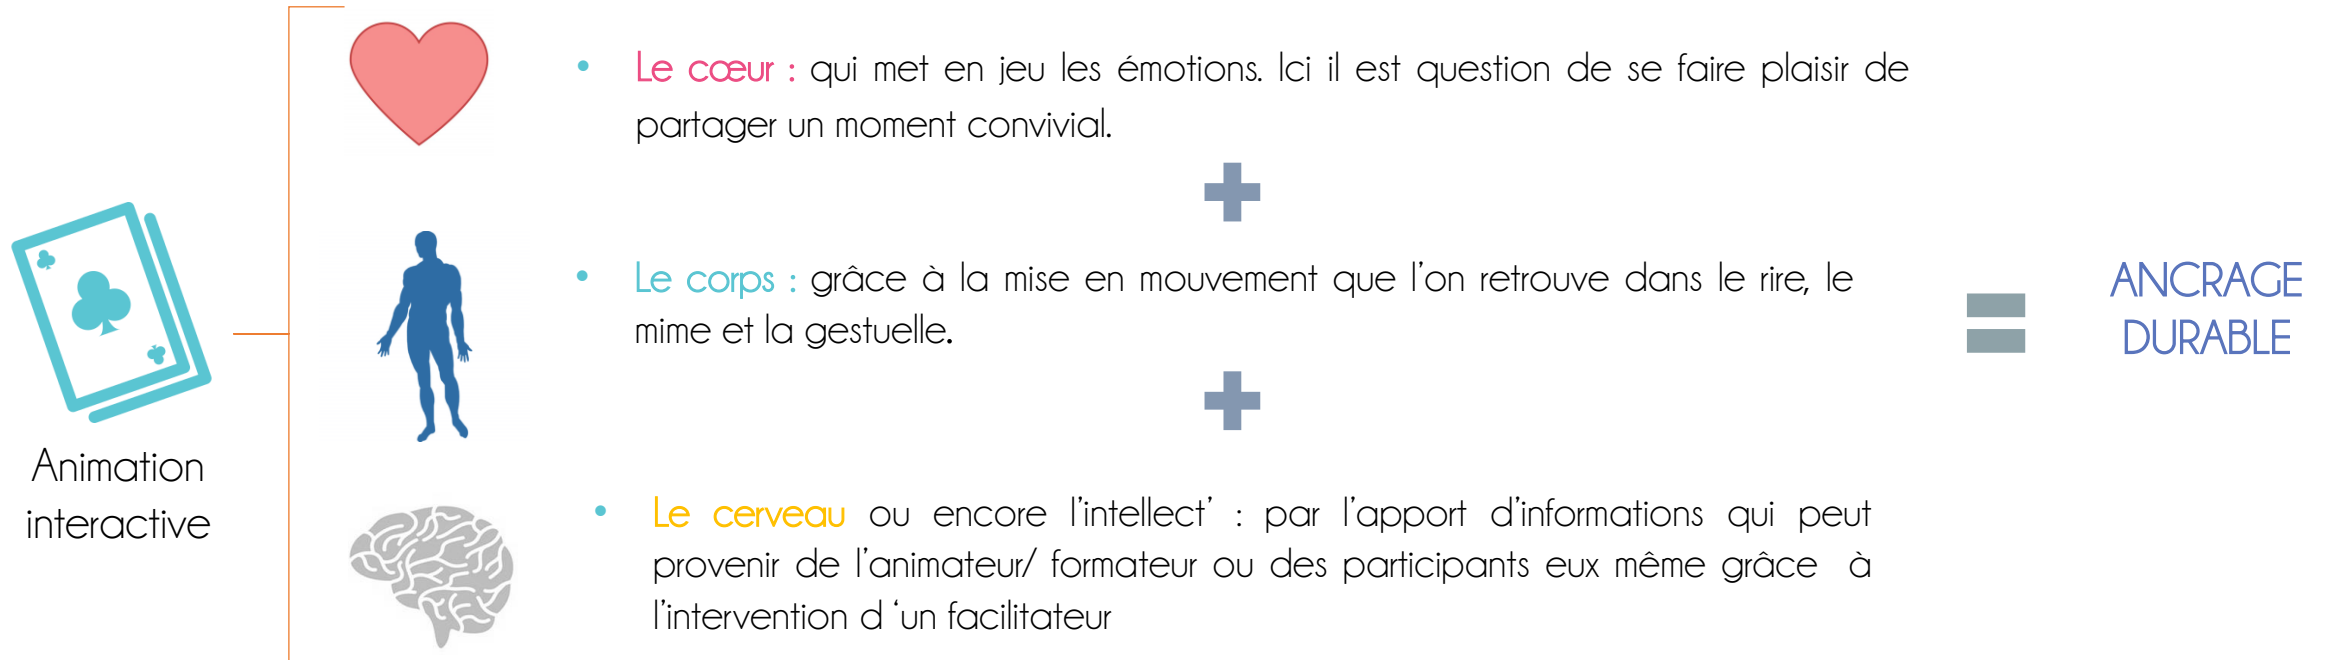 • Le cœur : qui met en jeu les émotions. Ici il est question de se faire plaisir de
partager un moment convivial.
• Le corps : grâce à la mise en mouvement que l’on retrouve dans le rire, le
mime et la gestuelle.
ANCRAGE
DURABLE
Animation
interactive
• Le cerveau ou encore l’intellect’ : par l’apport d’informations qui peut
provenir de l’animateur/ formateur ou des participants eux même grâce à
l’intervention d ‘un facilitateur